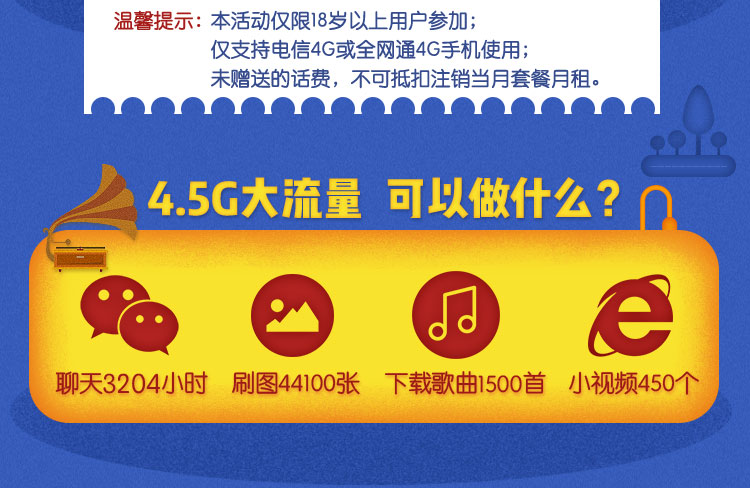 温馨提示：本活动仅限18岁以上用户参加；
仅支持电信4G或全网通4G手机使用；
未赠送的话费，不可抵扣注销当月套餐月租。
4.5G大流量 可以做什么？
聊天3204小时 刷图44100张 下载歌曲1500首 小视频450个